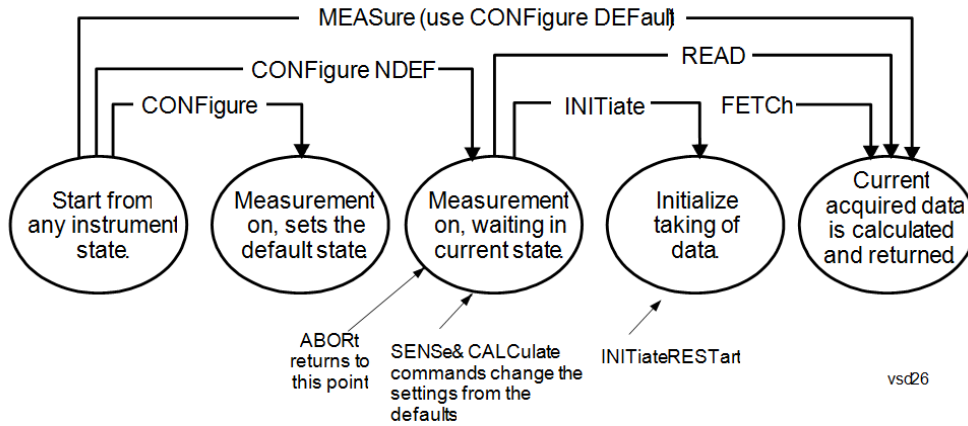 MEASure (use CONFigure DEFault)
CONFigure NDEF
READ
CONFigure
INITiate
FETCh
Start from
any instrument
state.
Measurement
on, sets the
default state.
Measurement
on, waiting in
current state.
Initialize
taking of
data.
Current
acquired data
is calculated
and returned.
ABORt
returns to
this point
SENSe& CALCulate
commands change the
settings from the
defaults
INITiateRESTart
vsd26